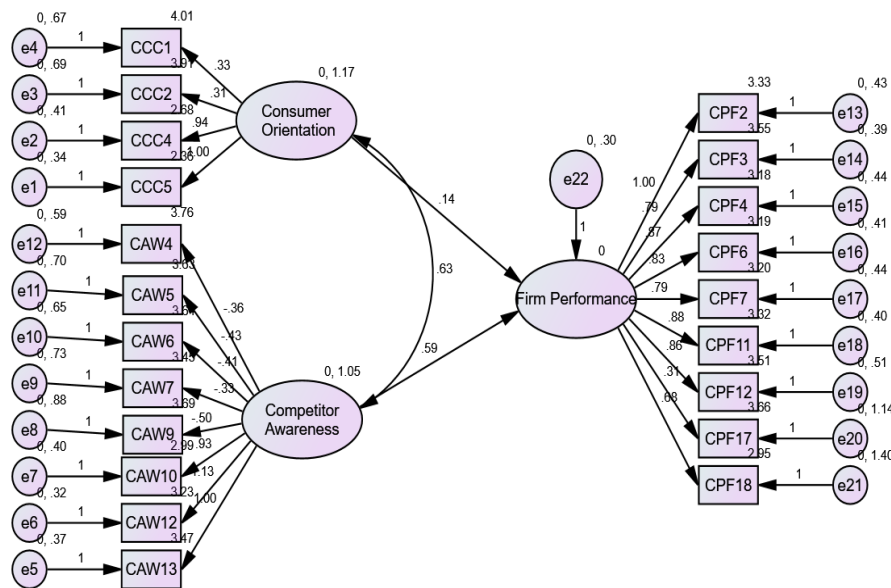 4.01
0, .67
e4
1
CCC1
.33
3.91
0, .69
e3
1
CCC2
.31
2.68
0, .41
e2
1
CCC4
.94
2.36
0, .34
e1
1
CCC5
1.00
0, 1.17
Consumer
Orientation
3.76
0, .59
e12
1
CAW4
-.36
3.63
0, .70
e11
1
CAW5
-.43
0, .65
e10
1
CAW6
-.41
3.45
0, .73
e9
1
CAW7
-.33
3.69
0, .88
e8
1
CAW9
-.50
2.99
0, .40
e7
1
CAW10
.93
3.23
0, .32
e6
1
CAW12
1.13
3.47
0, .37
e5
1
CAW13
1.00
0, 1.05
Competitor
Awareness
.14
.63
.59
0, .30
e22
1
0
Firm Performance
3.33
0, .43
CPF2
1
e13
1.00
3.55
0, .39
CPF3
1
e14
.79
3.18
0, .44
CPF4
1
e15
.87
3.19
0, .41
CPF6
1
e16
.83
3.20
0, .44
CPF7
1
e17
.79
3.32
0, .40
CPF11
1
e18
.88
3.51
0, .51
CPF12
1
e19
.86
3.66
0, 1.14
CPF17
1
e20
.31
2.95
0, 1.40
CPF18
1
e21
.68